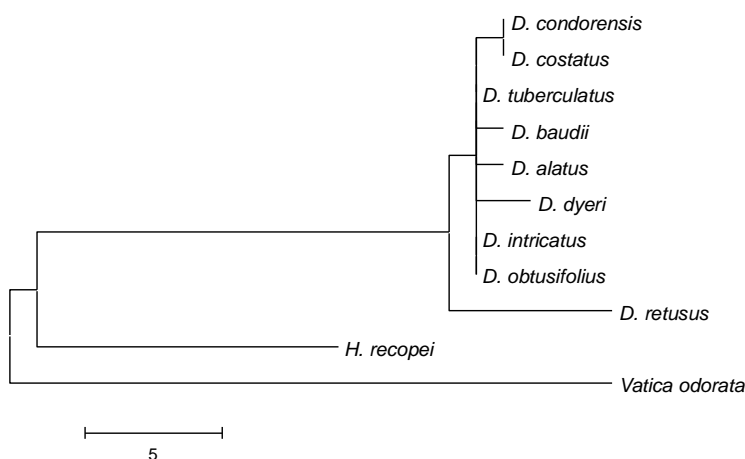 D. condorensis
D. costatus
D. tuberculatus
D. baudii
D. alatus
D. dyeri
D. intricatus
D. obtusifolius
D. retusus
H. recopei
Vatica odorata
5